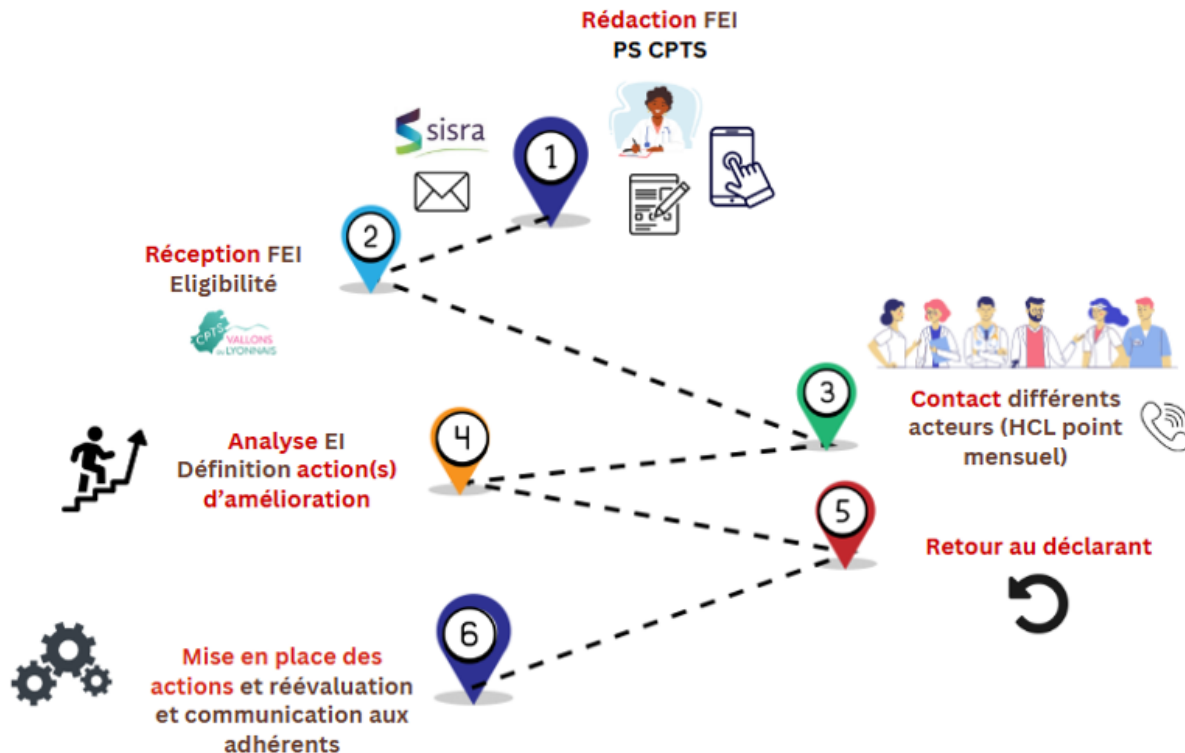 Rédaction FEI
PS CPTS
sisra
1
2
Réception FEI
Eligibilité
CPTS
VALLONS
du LYONNAIS
3
Contact différents
acteurs (HCL point
mensuel)
4
Analyse EI
Définition action(s)
d'amélioration
5
Retour au déclarant
6
Mise en place des
actions et réévaluation
et communication aux
adhérents